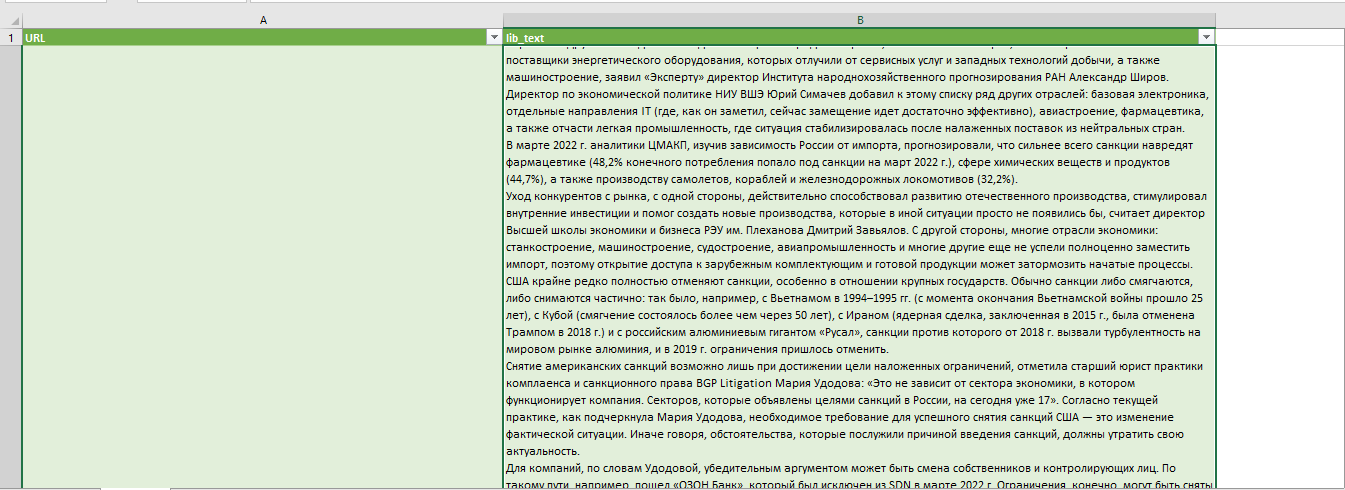 A
B
1
URL
lib_text
поставщики энергетического оборудования, которых отлучили от сервисных услуг и западных технологий добычи, а также
машиностроение, заявил «Эксперту» директор Института народнохозяйственного прогнозирования РАН Александр Широв.
Директор по экономической политике НИУ ВШЭ Юрий Симачев добавил к этому списку ряд других отраслей: базовая электроника,
отдельные направления IT (где, как он заметил, сейчас замещение идет достаточно эффективно), авиастроение, фармацевтика,
а также отчасти легкая промышленность, где ситуация стабилизировалась после налаженных поставок из нейтральных стран.
В марте 2022 г. аналитики ЦМАКП, изучив зависимость России от импорта, прогнозировали, что сильнее всего санкции навредят
фармацевтике (48,2% конечного потребления попало под санкции на март 2022 г.), сфере химических веществ и продуктов
(44,7%), а также производству самолетов, кораблей и железнодорожных локомотивов (32,2%).
Уход конкурентов с рынка, с одной стороны, действительно способствовал развитию отечественного производства, стимулировал
внутренние инвестиции и помог создать новые производства, которые в иной ситуации просто не появились бы, считает директор
Высшей школы экономики и бизнеса РЭУ им. Плеханова Дмитрий Завьялов. С другой стороны, многие отрасли экономики:
станкостроение, машиностроение, судостроение, авиапромышленность и многие другие еще не успели полноценно заместить
импорт, поэтому открытие доступа к зарубежным комплектующим и готовой продукции может затормозить начатые процессы.
США крайне редко полностью отменяют санкции, особенно в отношении крупных государств. Обычно санкции либо смягчаются,
либо снимаются частично: так было, например, с Вьетнамом в 1994–1995 гг. (с момента окончания Вьетнамской войны прошло 25
лет), с Кубой (смягчение состоялось более чем через 50 лет), с Ираном (ядерная сделка, заключенная в 2015 г., была отменена
Трампом в 2018 г.) и с российским алюминиевым гигантом «Русал», санкции против которого от 2018 г. вызвали турбулентность на
мировом рынке алюминия, и в 2019 г. ограничения пришлось отменить.
Снятие американских санкций возможно лишь при достижении цели наложенных ограничений, отметила старший юрист практики
комплаенса и санкционного права BGP Litigation Мария Удодова: «Это не зависит от сектора экономики, в котором
функционирует компания. Секторов, которые объявлены целями санкций в России, на сегодня уже 17». Согласно текущей
практике, как подчеркнула Мария Удодова, необходимое требование для успешного снятия санкций США — это изменение
фактической ситуации. Иначе говоря, обстоятельства, которые послужили причиной введения санкций, должны утратить свою
актуальность.
Для компаний, по словам Удодовой, убедительным аргументом может быть смена собственников и контролирующих лиц. По
такому пути, например, пошел «ОЗОН Банк», который был исключен из SDN в марте 2022 г. Ограничения, конечно, могут быть сняты